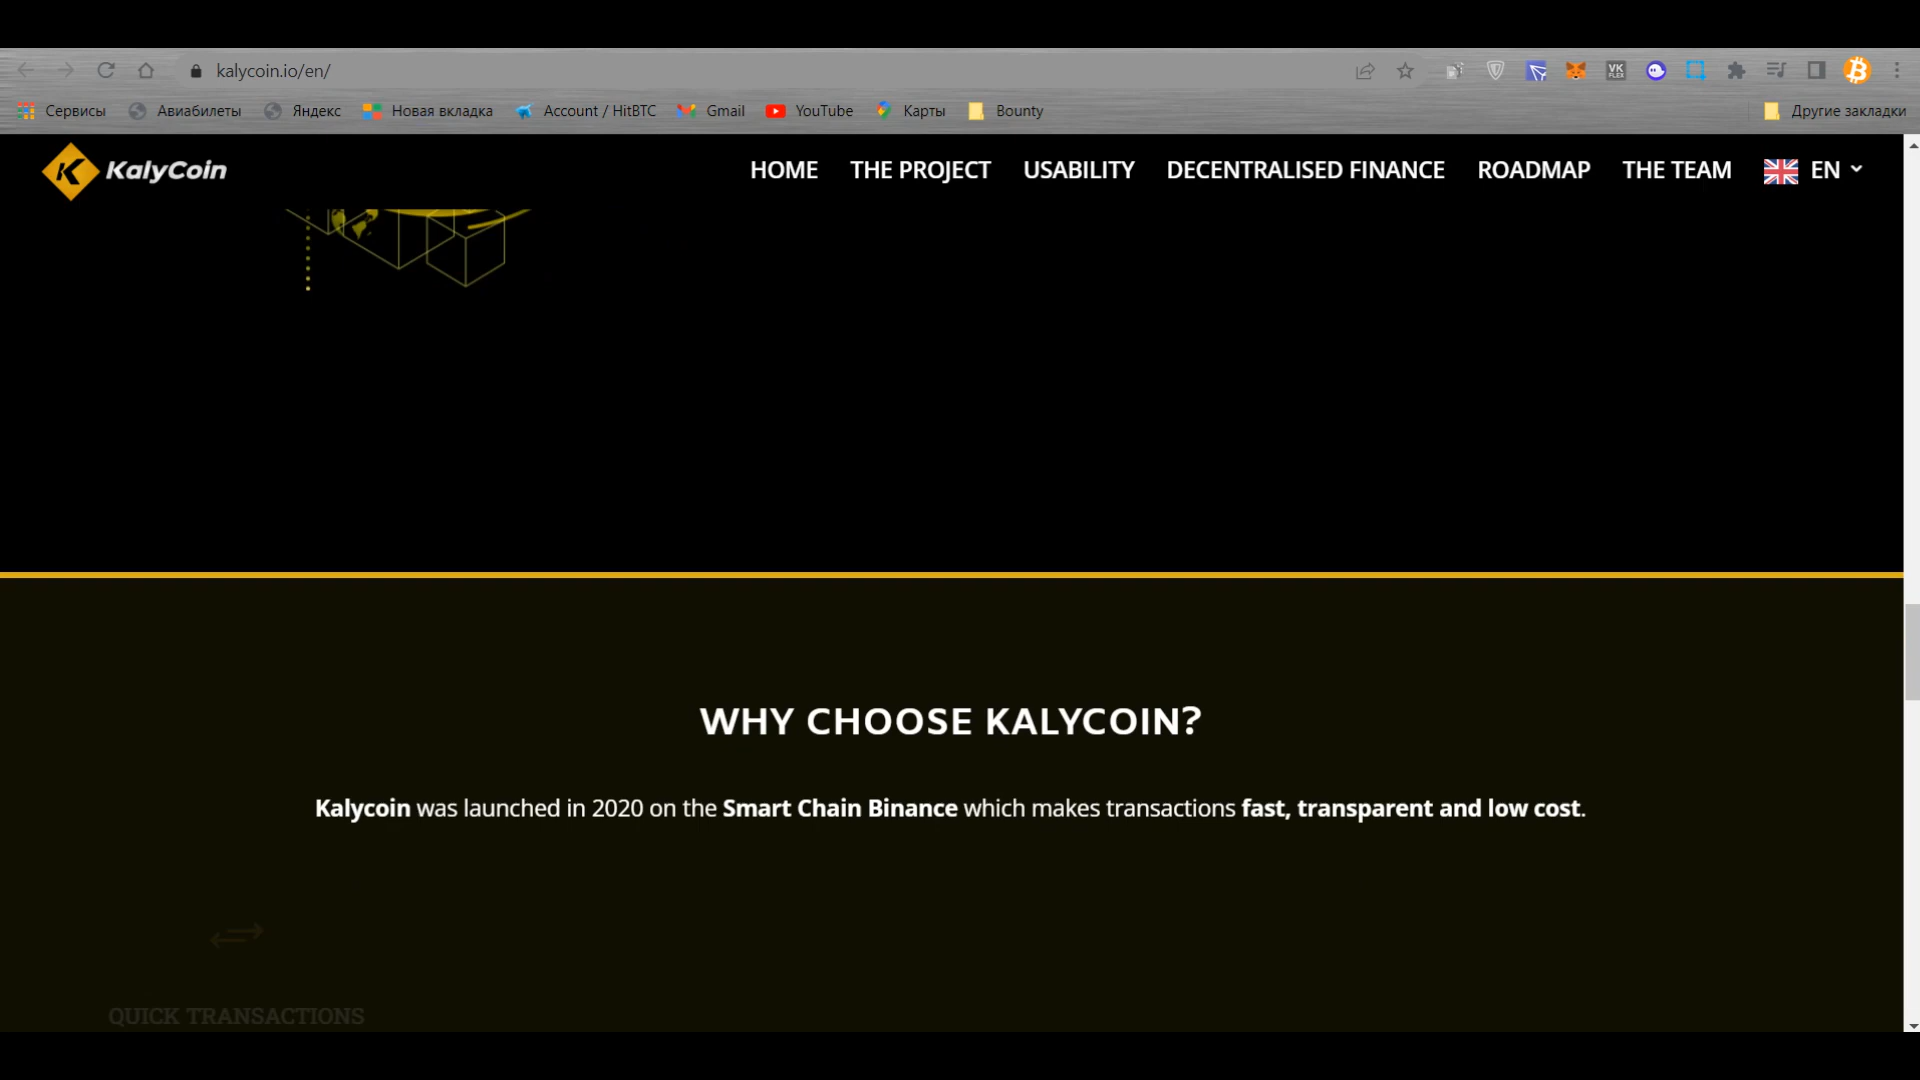 kalycoin.io/en/
Сервисы Авиабилеты Яндекс Новая вкладка Account / HitBTC Gmail YouTube Карты Bounty Другие закладки
K KalyCoin HOME THE PROJECT USABILITY DECENTRALISED FINANCE ROADMAP THE TEAM EN
WHY CHOOSE KALYCOIN?
Kalycoin was launched in 2020 on the Smart Chain Binance which makes transactions fast, transparent and low cost.
QUICK TRANSACTIONS